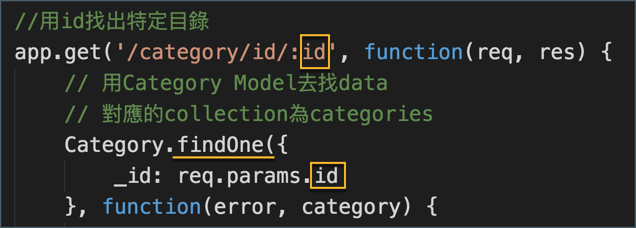 //用id找出特定目錄
app.get('/category/id/:id', function(req, res) {
// 用Category Model去找data
// 對應的collection為categories
Category.findOne({
_id: req.params.id
}, function(error, category) {